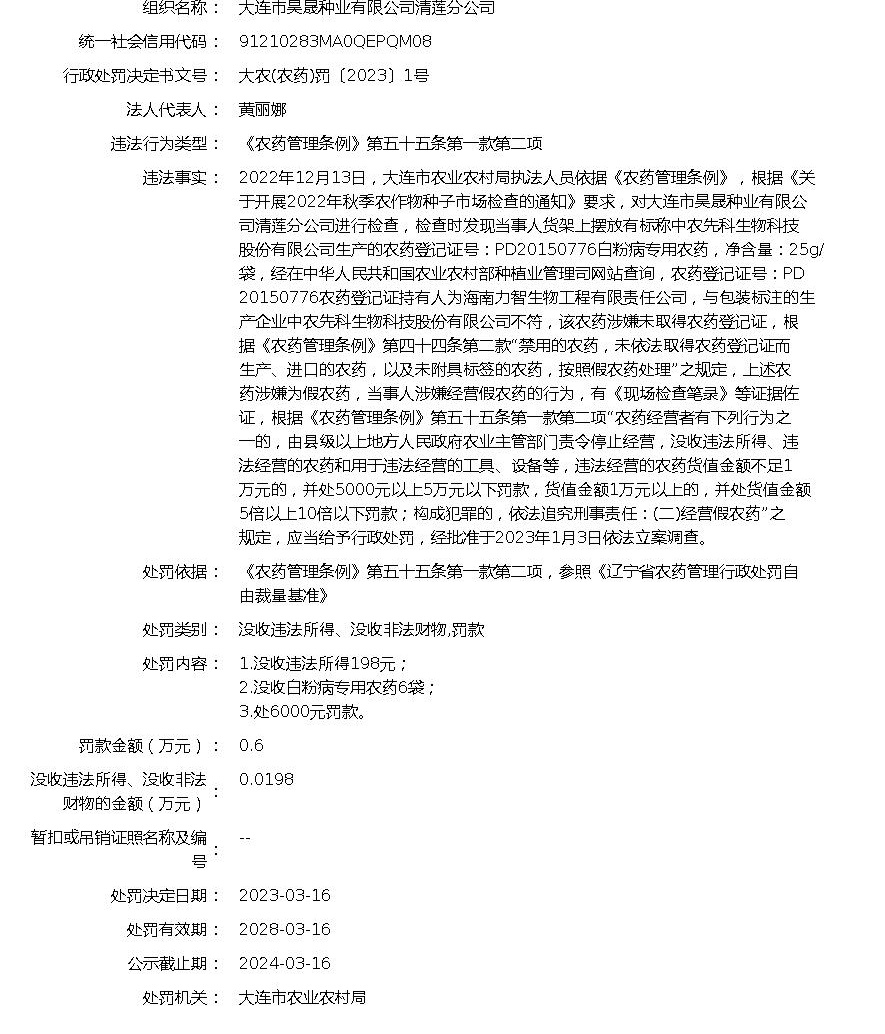 组织名称： 大连市昊晟种业有限公司清莲分公司
统一社会信用代码： 91210283MA0QEPQM08
行政处罚决定书文号： 大农(农药)罚〔2023〕1号
法人代表人： 黄丽娜
违法行为类型： 《农药管理条例》第五十五条第一款第二项
违法事实： 2022年12月13日，大连市农业农村局执法人员依据《农药管理条例》，根据《关
于开展2022年秋季农作物种子市场检查的通知》要求，对大连市昊晟种业有限公
司清莲分公司进行检查，检查时发现当事人货架上摆放有标称中农先科生物科技
股份有限公司生产的农药登记证号：PD20150776白粉病专用农药，净含量：25g/
袋，经在中华人民共和国农业农村部种植业管理司网站查询，农药登记证号：PD
20150776农药登记证持有人为海南力智生物工程有限责任公司，与包装标注的生
产企业中农先科生物科技股份有限公司不符，该农药涉嫌未取得农药登记证，根
据《农药管理条例》第四十四条第二款“禁用的农药，未依法取得农药登记证而
生产、进口的农药，以及未附具标签的农药，按照假农药处理”之规定，上述农
药涉嫌为假农药，当事人涉嫌经营假农药的行为，有《现场检查笔录》等证据佐
证，根据《农药管理条例》第五十五条第一款第二项“农药经营者有下列行为之
一的，由县级以上地方人民政府农业主管部门责令停止经营，没收违法所得、违
法经营的农药和用于违法经营的工具、设备等，违法经营的农药货值金额不足1
万元的，并处5000元以上5万元以下罚款，货值金额1万元以上的，并处货值金额
5倍以上10倍以下罚款；构成犯罪的，依法追究刑事责任：(二)经营假农药”之
规定，应当给予行政处罚，经批准于2023年1月3日依法立案调查。
处罚依据： 《农药管理条例》第五十五条第一款第二项，参照《辽宁省农药管理行政处罚自
由裁量基准》
处罚类别： 没收违法所得、没收非法财物,罚款
处罚内容： 1.没收违法所得198元；
2.没收白粉病专用农药6袋；
3.处6000元罚款。
罚款金额（万元）： 0.6
没收违法所得、没收非法
财物的金额（万元）： 0.0198
暂扣或吊销证照名称及编
号： --
处罚决定日期： 2023-03-16
处罚有效期： 2028-03-16
公示截止期： 2024-03-16
处罚机关： 大连市农业农村局